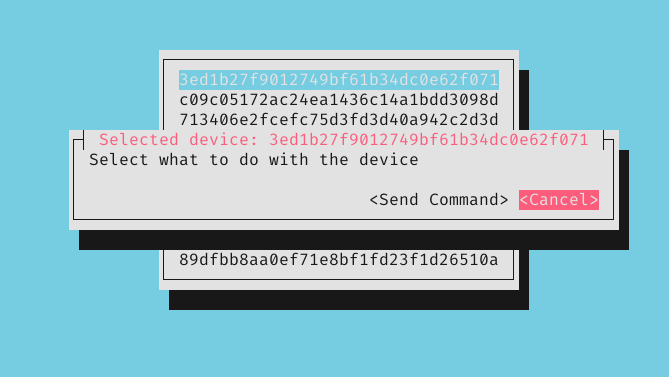 3ed1b27f9012749bf61b34dc0e62f071
c09c05172ac24ea1436c14a1bdd3098d
713406e2fcefc75d3fd3d40a942c2d3d
Selected device: 3ed1b27f9012749bf61b34dc0e62f071
Select what to do with the device
<Send Command> <Cancel>
89dfbb8aa0ef71e8bf1fd23f1d26510a